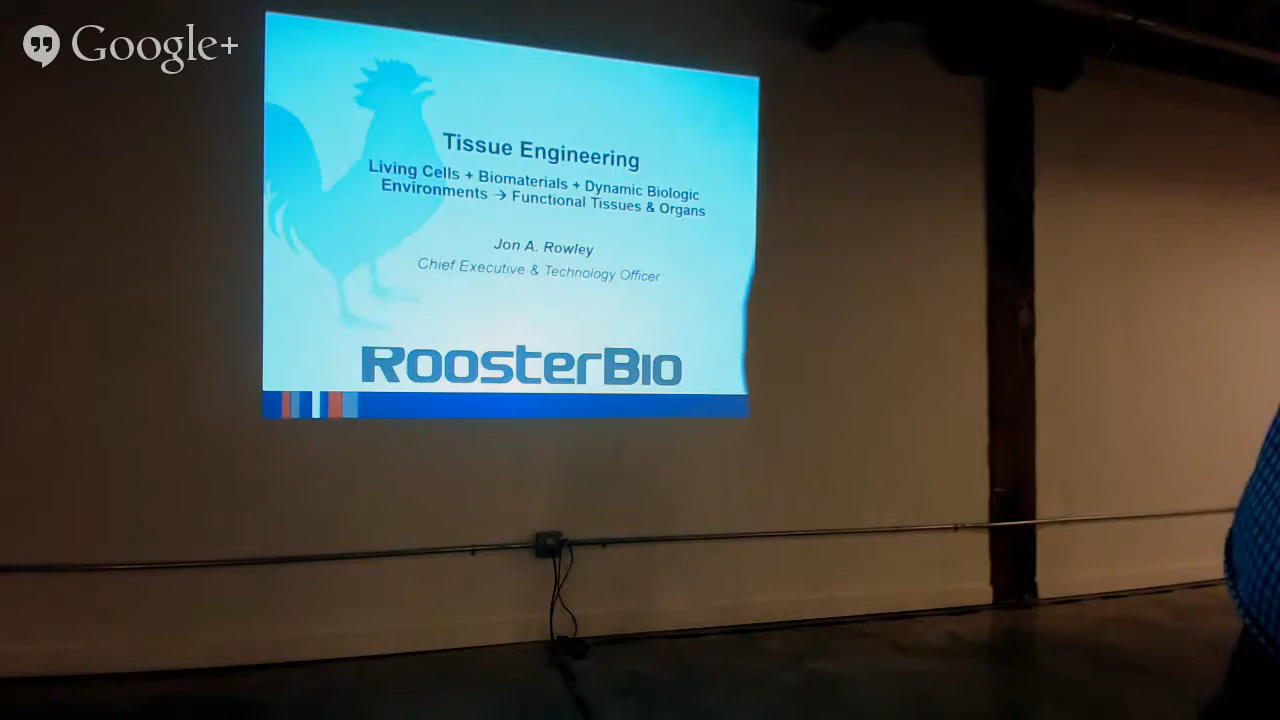 Google+
Tissue Engineering
Living Cells + Biomaterials + Dynamic Biologic
Environments → Functional Tissues & Organs
Jon A. Rowley
Chief Executive & Technology Officer
RoosterBio